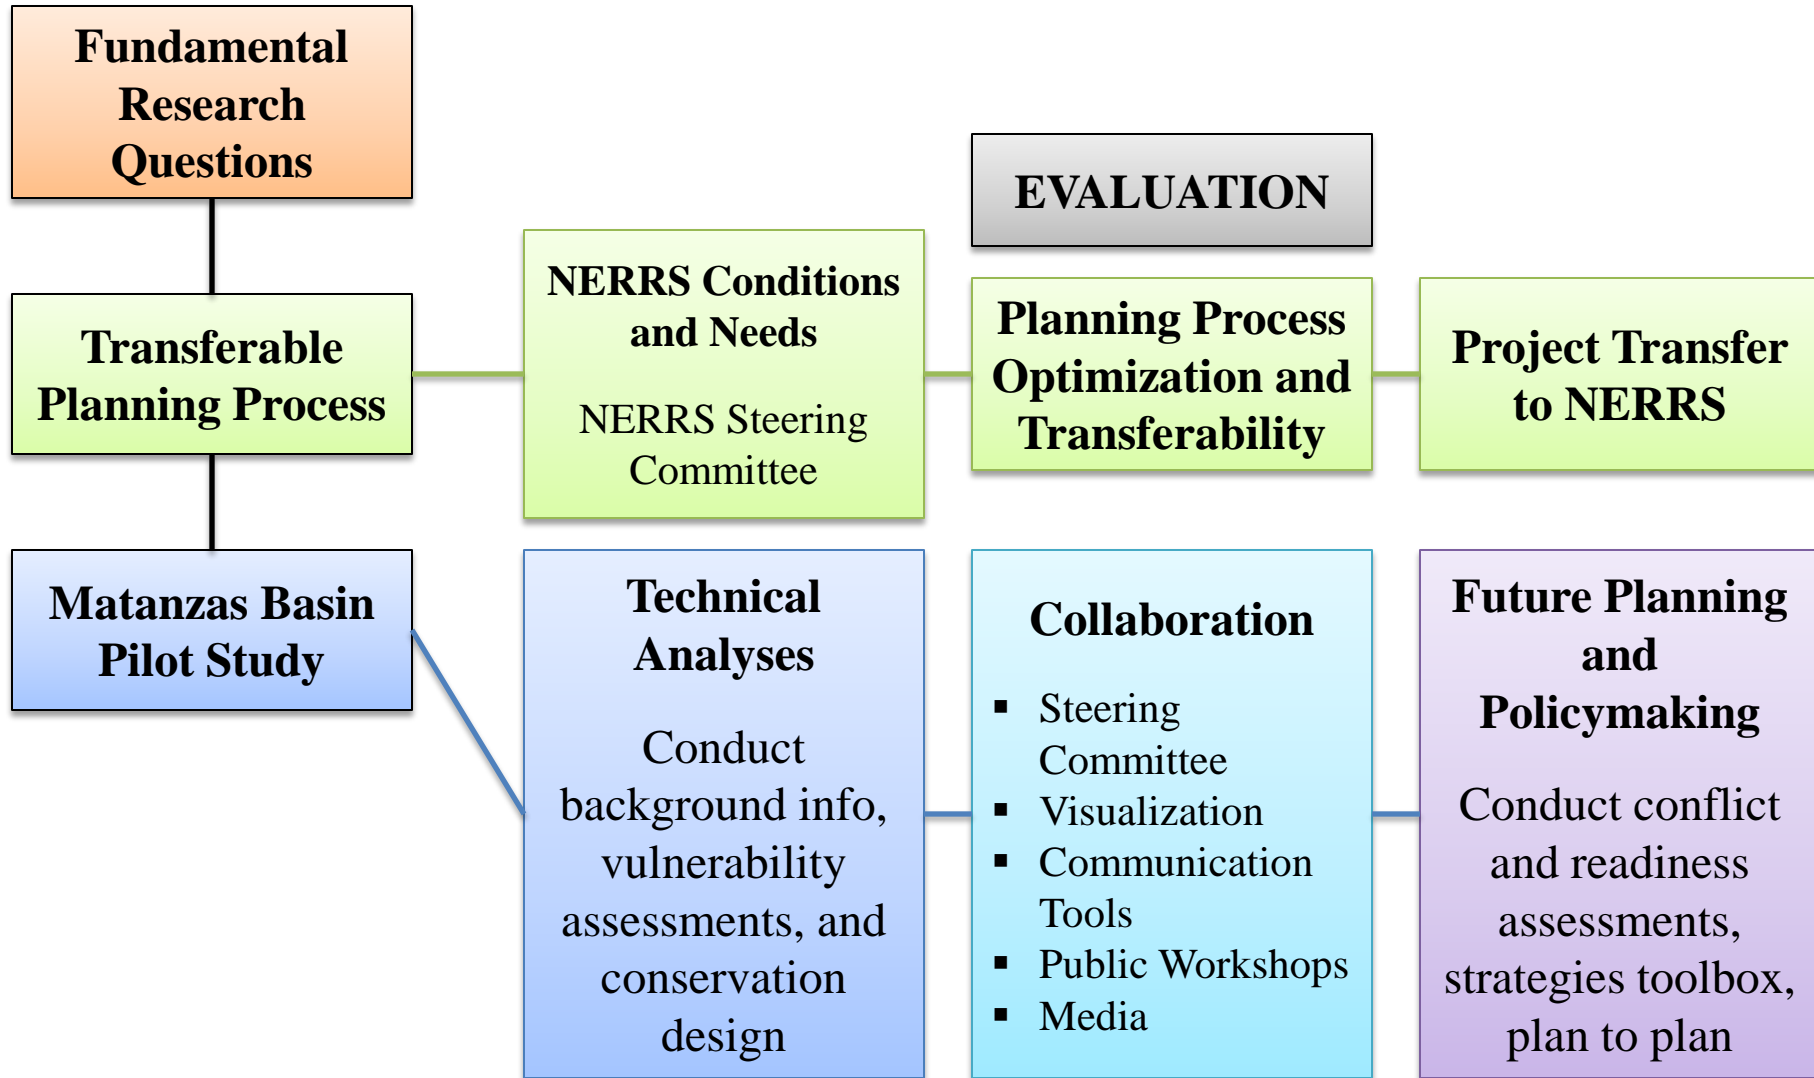 Fundamental
Research
Questions
EVALUATION
Transferable
Planning Process
NERRS Conditions
and Needs
NERRS Steering
Committee
Planning Process
Optimization and
Transferability
Project Transfer
to NERRS
Matanzas Basin
Pilot Study
Technical
Analyses
Conduct
background info,
vulnerability
assessments, and
conservation
design
Collaboration
▪ Steering
Committee
▪ Visualization
▪ Communication
Tools
▪ Public Workshops
▪ Media
Future Planning
and
Policymaking
Conduct conflict
and readiness
assessments,
strategies toolbox,
plan to plan